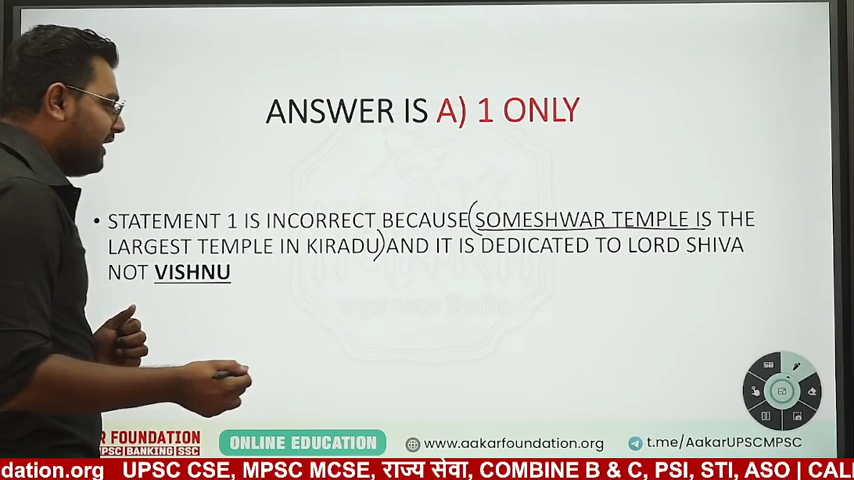 ANSWER IS A) 1 ONLY
• STATEMENT 1 IS INCORRECT BECAUSE (SOMESHWAR TEMPLE IS THE
LARGEST TEMPLE IN KIRADU) AND IT IS DEDICATED TO LORD SHIVA
NOT VISHNU
SB
R FOUNDATION
MPSC | BANKING | SSC
ONLINE EDUCATION
www.aakarfoundation.org
t.me/AakarUPSCMPSC
dation.org UPSC CSE, MPSC MCSE, राज्य सेवा, COMBINE B & C, PSI, STI, ASO | CALL